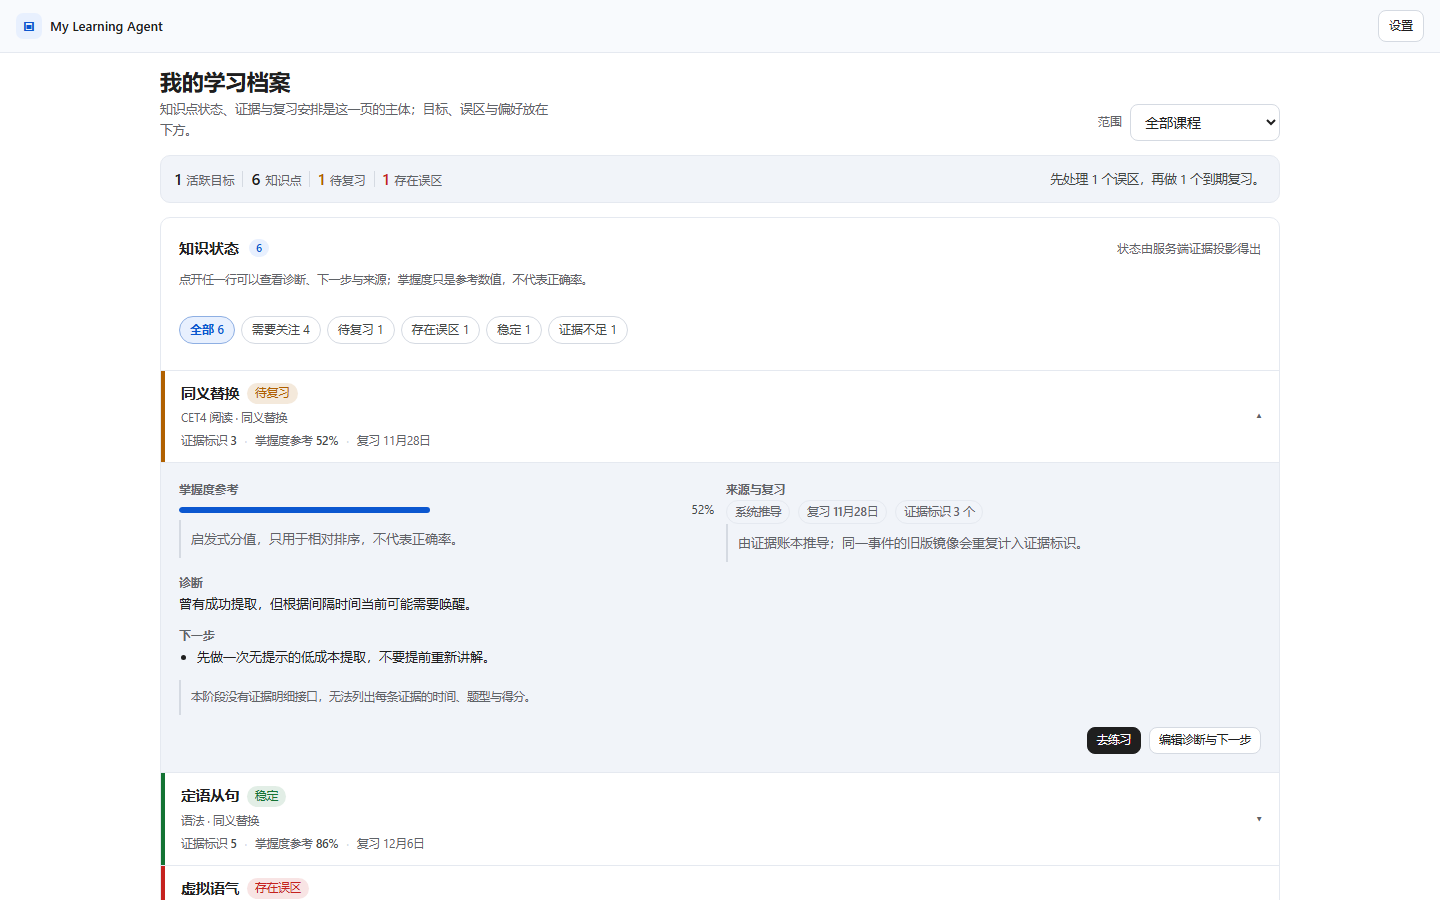 My Learning Agent
设置
我的学习档案
知识点状态、证据与复习安排是这一页的主体；目标、误区与偏好放在
下方。
范围
全部课程
1 活跃目标 6 知识点 1 待复习 1 存在误区
先处理 1 个误区，再做 1 个到期复习。
知识状态 6
状态由服务端证据投影得出
点开任一行可以查看诊断、下一步与来源；掌握度只是参考数值，不代表正确率。
全部 6 需要关注 4 待复习 1 存在误区 1 稳定 1 证据不足 1
同义替换 待复习
CET4 阅读 · 同义替换
证据标识 3 · 掌握度参考 52% · 复习 11月28日
掌握度参考
52%
启发式分值，只用于相对排序，不代表正确率。
来源与复习
系统推导 复习 11月28日 证据标识 3 个
由证据账本推导；同一事件的旧版镜像会重复计入证据标识。
诊断
曾有成功提取，但根据间隔时间当前可能需要唤醒。
下一步
• 先做一次无提示的低成本提取，不要提前重新讲解。
本阶段没有证据明细接口，无法列出每条证据的时间、题型与得分。
去练习 编辑诊断与下一步
定语从句 稳定
语法 · 同义替换
证据标识 5 · 掌握度参考 86% · 复习 12月6日
虚拟语气 存在误区